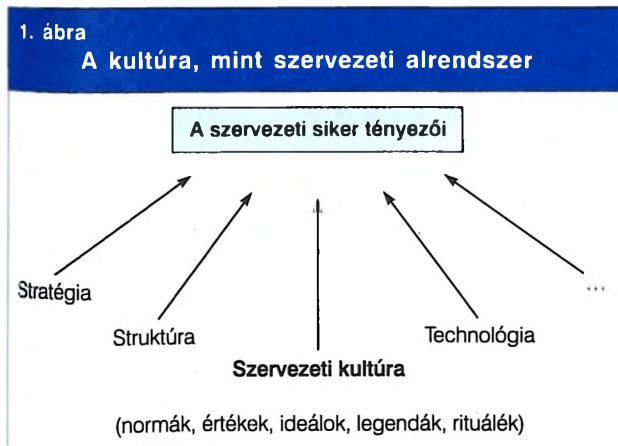 1. ábra
A kultúra, mint szervezeti alrendszer
A szervezeti siker tényezői
Stratégia
...
Struktúra
Technológia
Szervezeti kultúra
(normák, értékek, ideálok, legendák, rituálék)